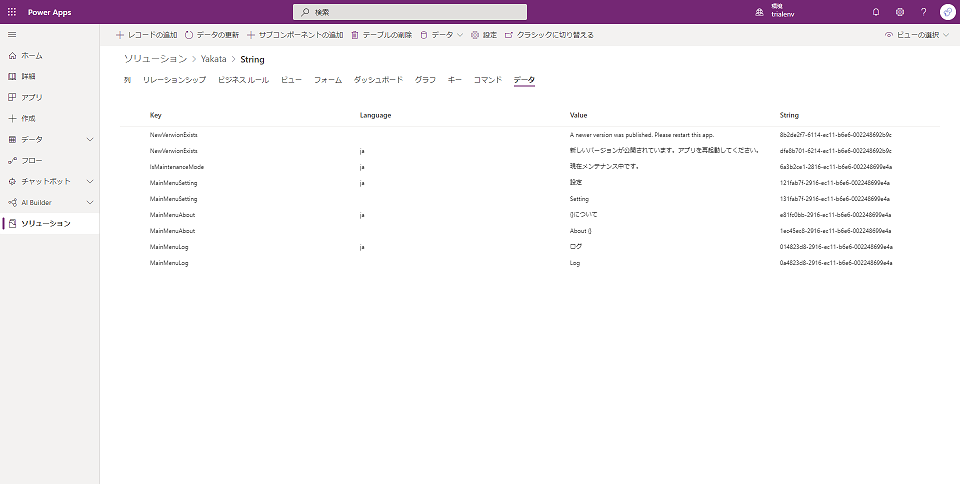 Power Apps
検索
環境
trialenv
?
ホーム
詳細
アプリ
作成
データ
フロー
チャットボット
AI Builder
ソリューション
レコードの追加 データの更新 サブコンポーネントの追加 テーブルの削除 データ 設定 クラシックに切り替える ビューの選択
ソリューション > Yakata > String
列 リレーションシップ ビジネス ルール ビュー フォーム ダッシュボード グラフ キー コマンド データ
Key Language Value String
NewVerwionExists A newer version was published. Please restart this app. 8b2de2f7-6114-ec11-b6e6-002248692b9c
NewVerwionExists ja 新しいバージョンが公開されています。アプリを再起動してください。 dfe8b701-6214-ec11-b6e6-002248692b9c
IsMaintenanceMode ja 現在メンテナンス中です。 6a3b2ce1-2816-ec11-b6e6-002248699e4a
MainMenuSetting ja 設定 121fab7f-2916-ec11-b6e6-002248699e4a
MainMenuSetting Setting 131fab7f-2916-ec11-b6e6-002248699e4a
MainMenuAbout ja {}について e81fc0bb-2916-ec11-b6e6-002248699e4a
MainMenuAbout About {} 1ec45ec8-2916-ec11-b6e6-002248699e4a
MainMenuLog ja ログ 014823d8-2916-ec11-b6e6-002248699e4a
MainMenuLog Log 0a4823d8-2916-ec11-b6e6-002248699e4a